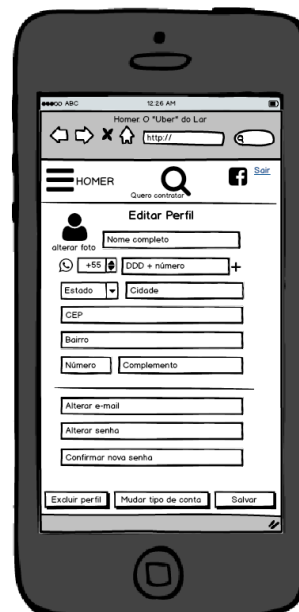 ABC 12:26 AM
Homer O "Uber" do Lar
http://
HOMER Quero contratar Sair
Editar Perfil
alterar foto Nome completo
+55 DDD + número +
Estado Cidade
CEP
Bairro
Número Complemento
Alterar e-mail
Alterar senha
Confirmar nova senha
Excluir perfil Mudar tipo de conta Salvar